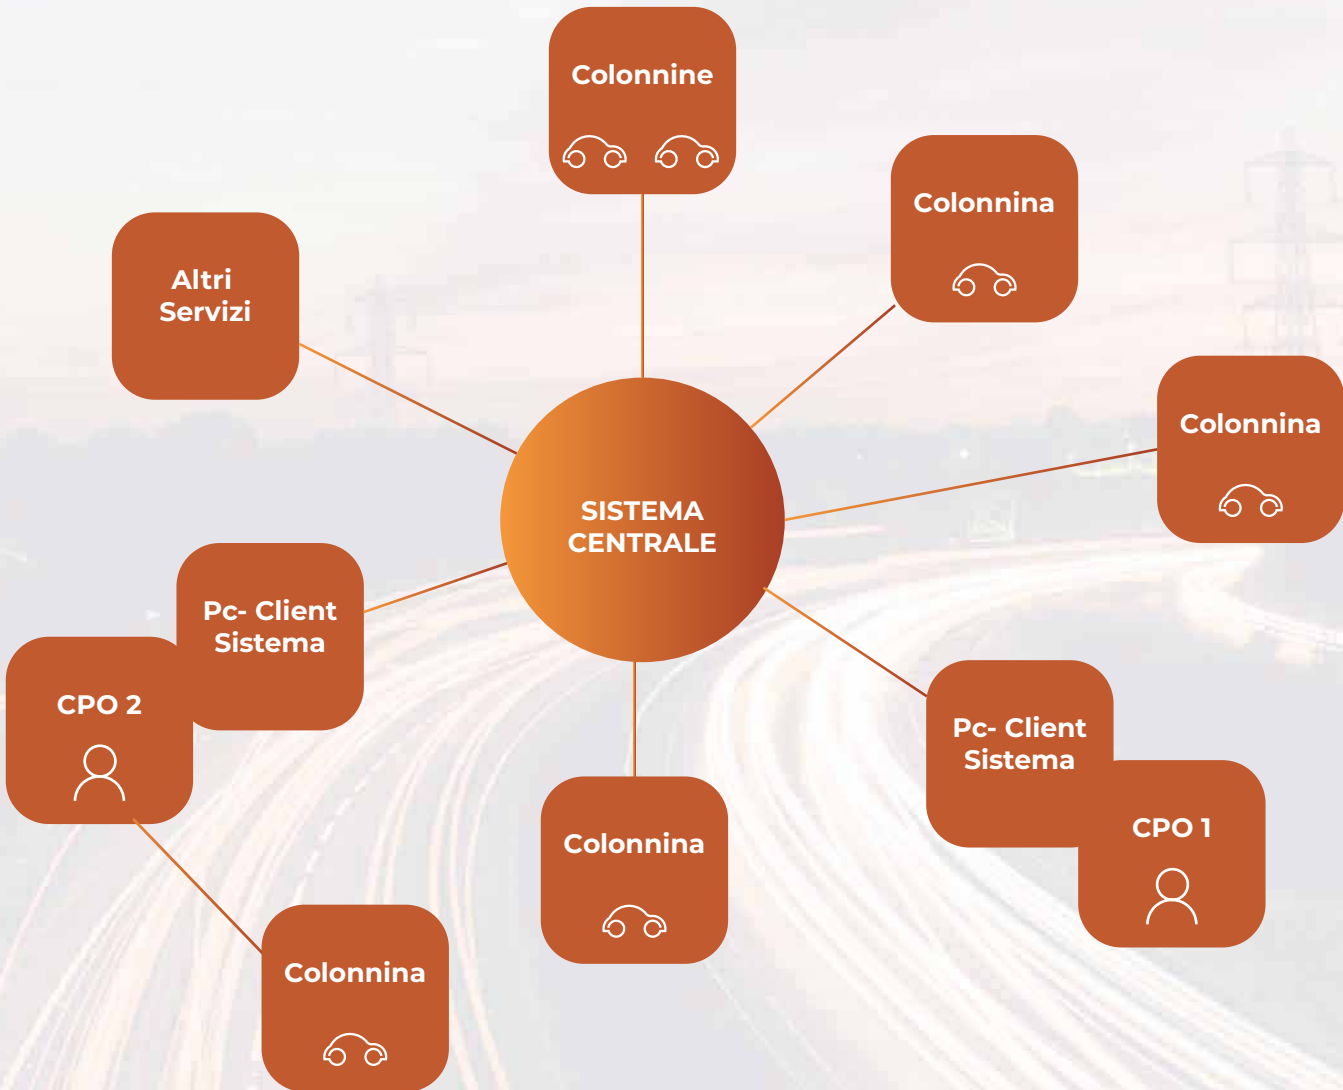 Colonnine
Colonnina
Altri
Servizi
Colonnina
SISTEMA
CENTRALE
Pc- Client
Sistema
CPO 2
Pc- Client
Sistema
CPO 1
Colonnina
Colonnina